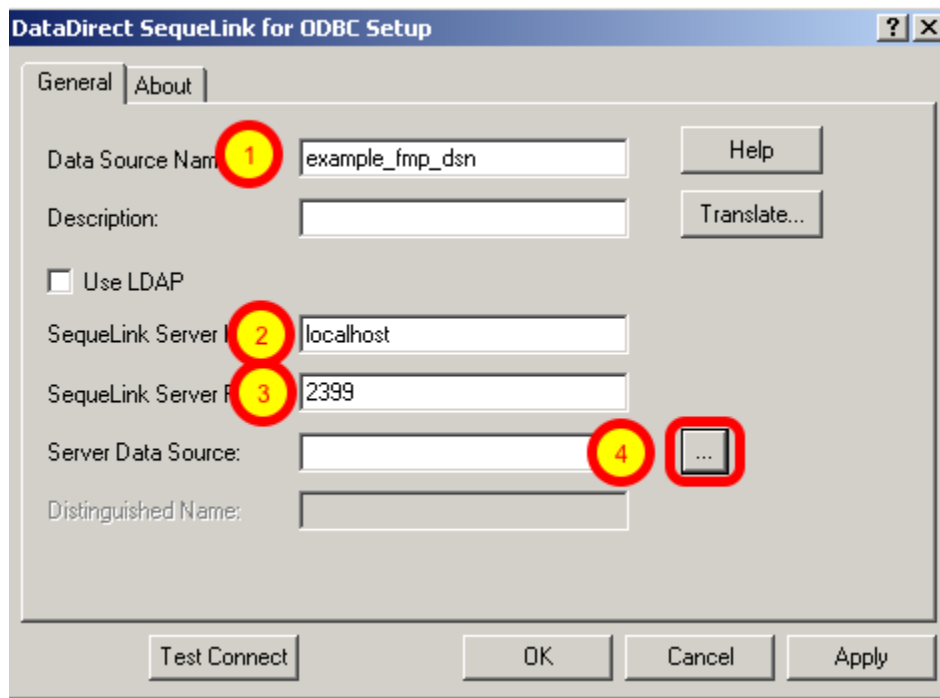 DataDirect SequeLink for ODBC Setup
General About
Data Source Nam 1 example_fmp_dsn Help
Description: Translate...
Use LDAP
SequeLink Server 2 localhost
SequeLink Server 3 2399
Server Data Source: 4 ...
Distinguished Name:
Test Connect OK Cancel Apply